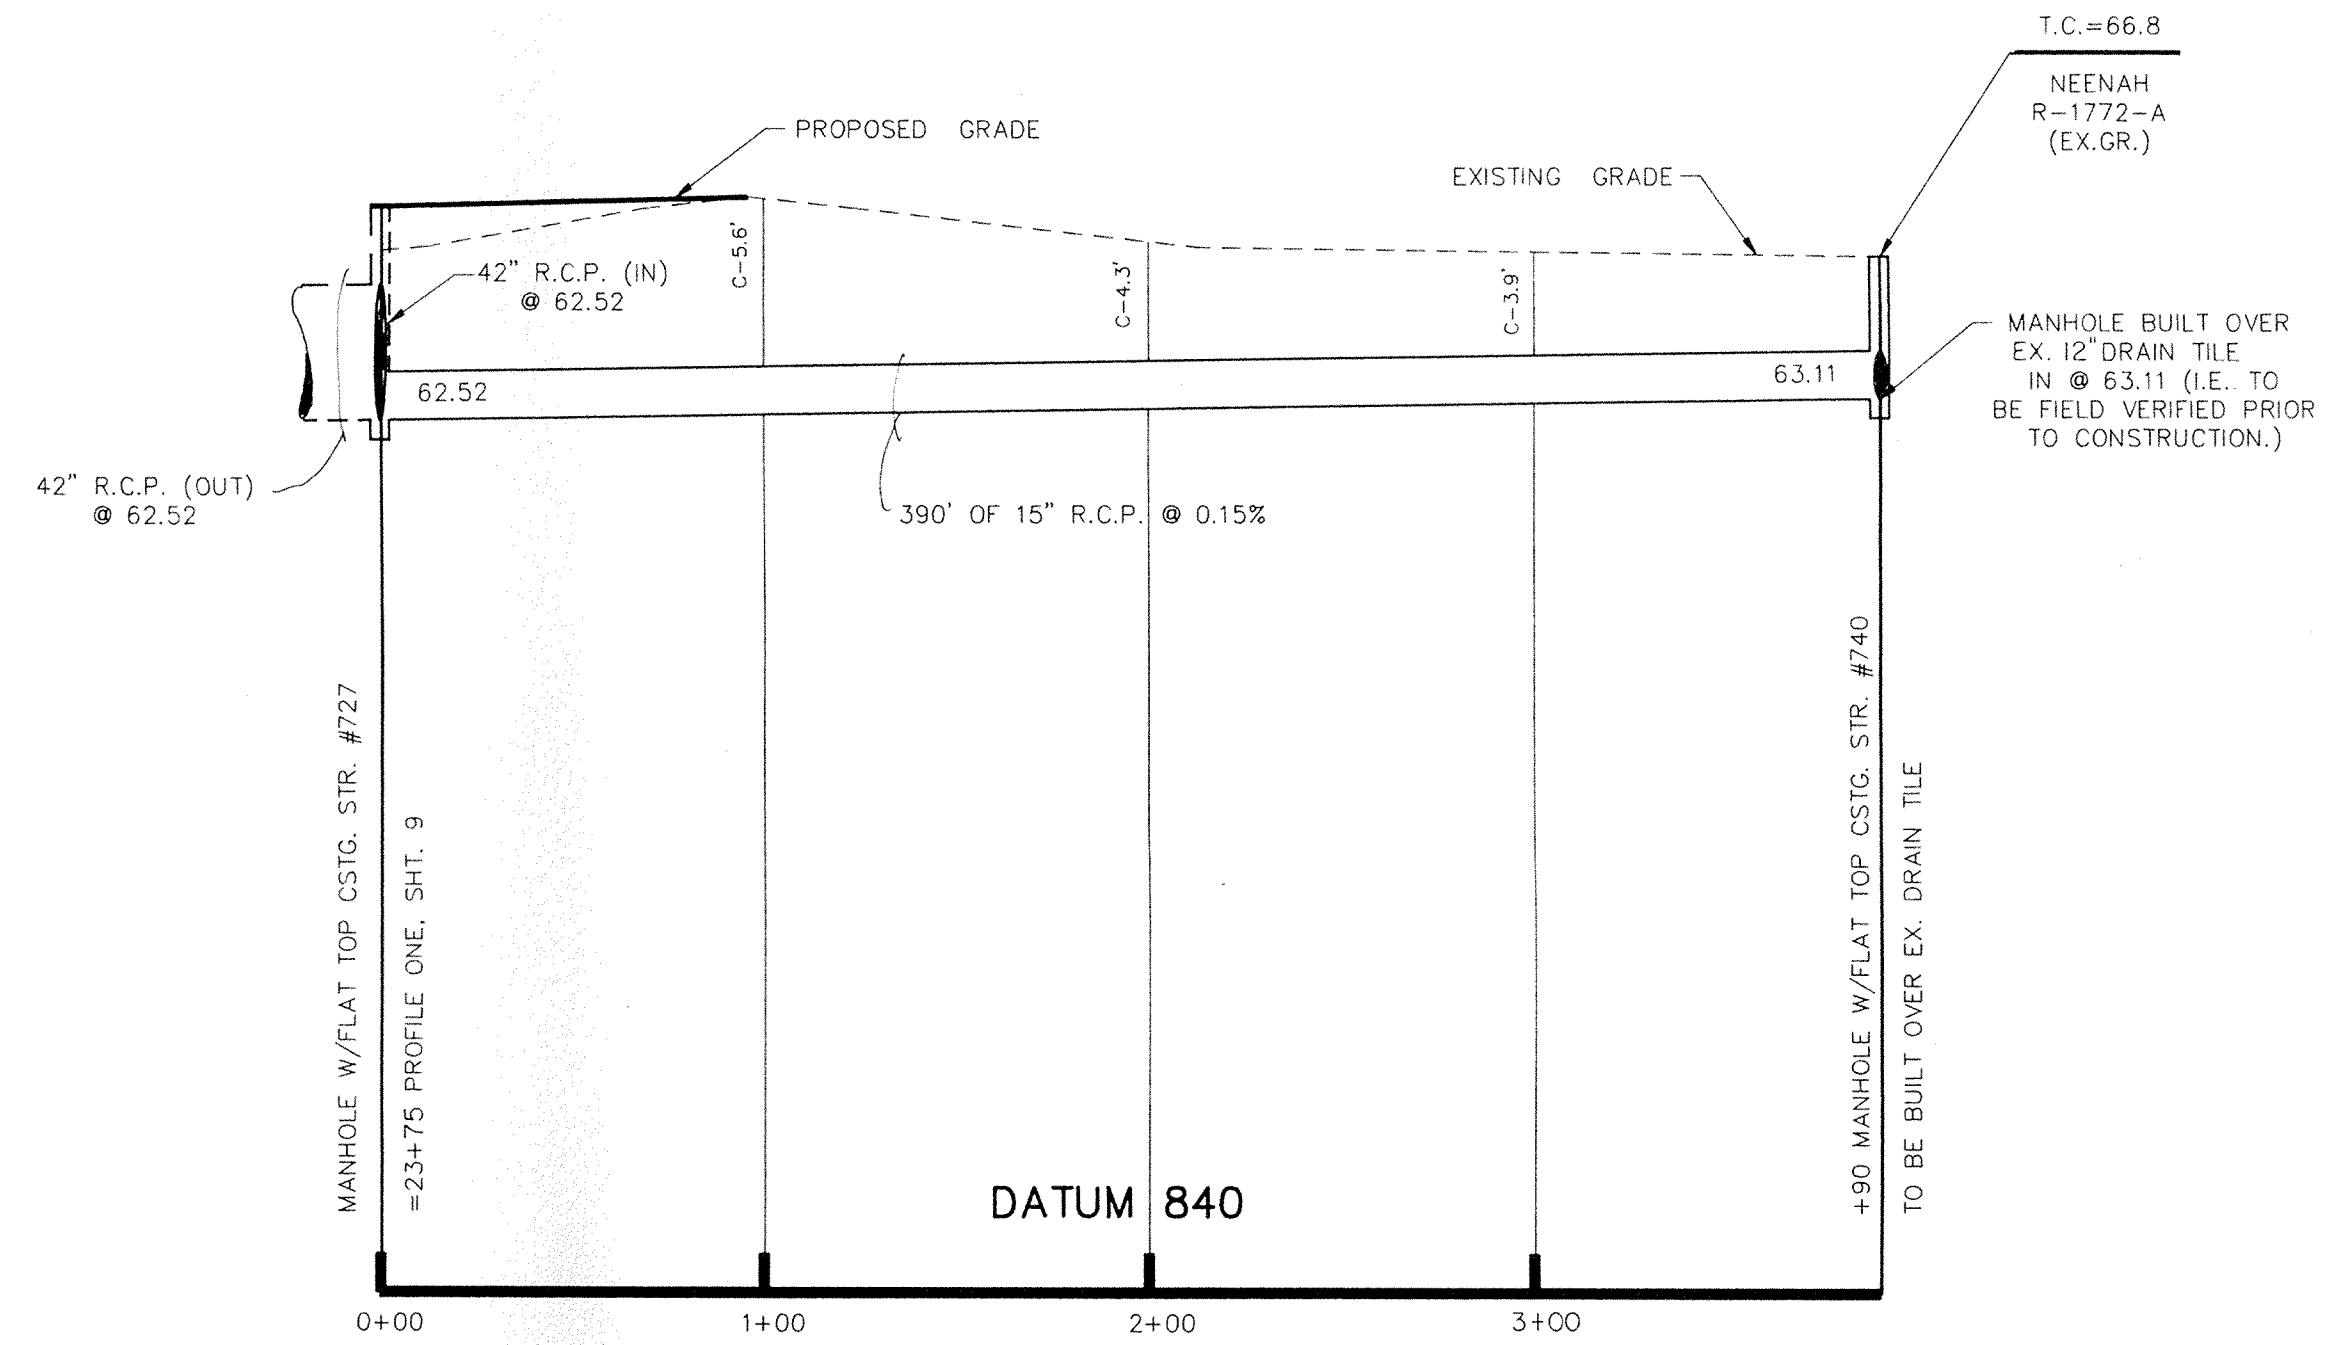 T.C.=66.8
NEENAH
R-1772-A
(EX.GR.)
PROPOSED GRADE
EXISTING GRADE
C-5.6'
C-4.3'
C-3.9'
42" R.C.P. (IN)
@ 62.52
62.52
63.11
MANHOLE BUILT OVER
EX. 12" DRAIN TILE
IN @ 63.11 (I.E. TO
BE FIELD VERIFIED PRIOR
TO CONSTRUCTION.)
42" R.C.P. (OUT)
@ 62.52
390' OF 15" R.C.P. @ 0.15%
MANHOLE W/FLAT TOP CSTG. STR. #727
=23+75 PROFILE ONE, SHT. 9
+90 MANHOLE W/FLAT TOP CSTG. STR. #740
TO BE BUILT OVER EX. DRAIN TILE
DATUM 840
0+00
1+00
2+00
3+00